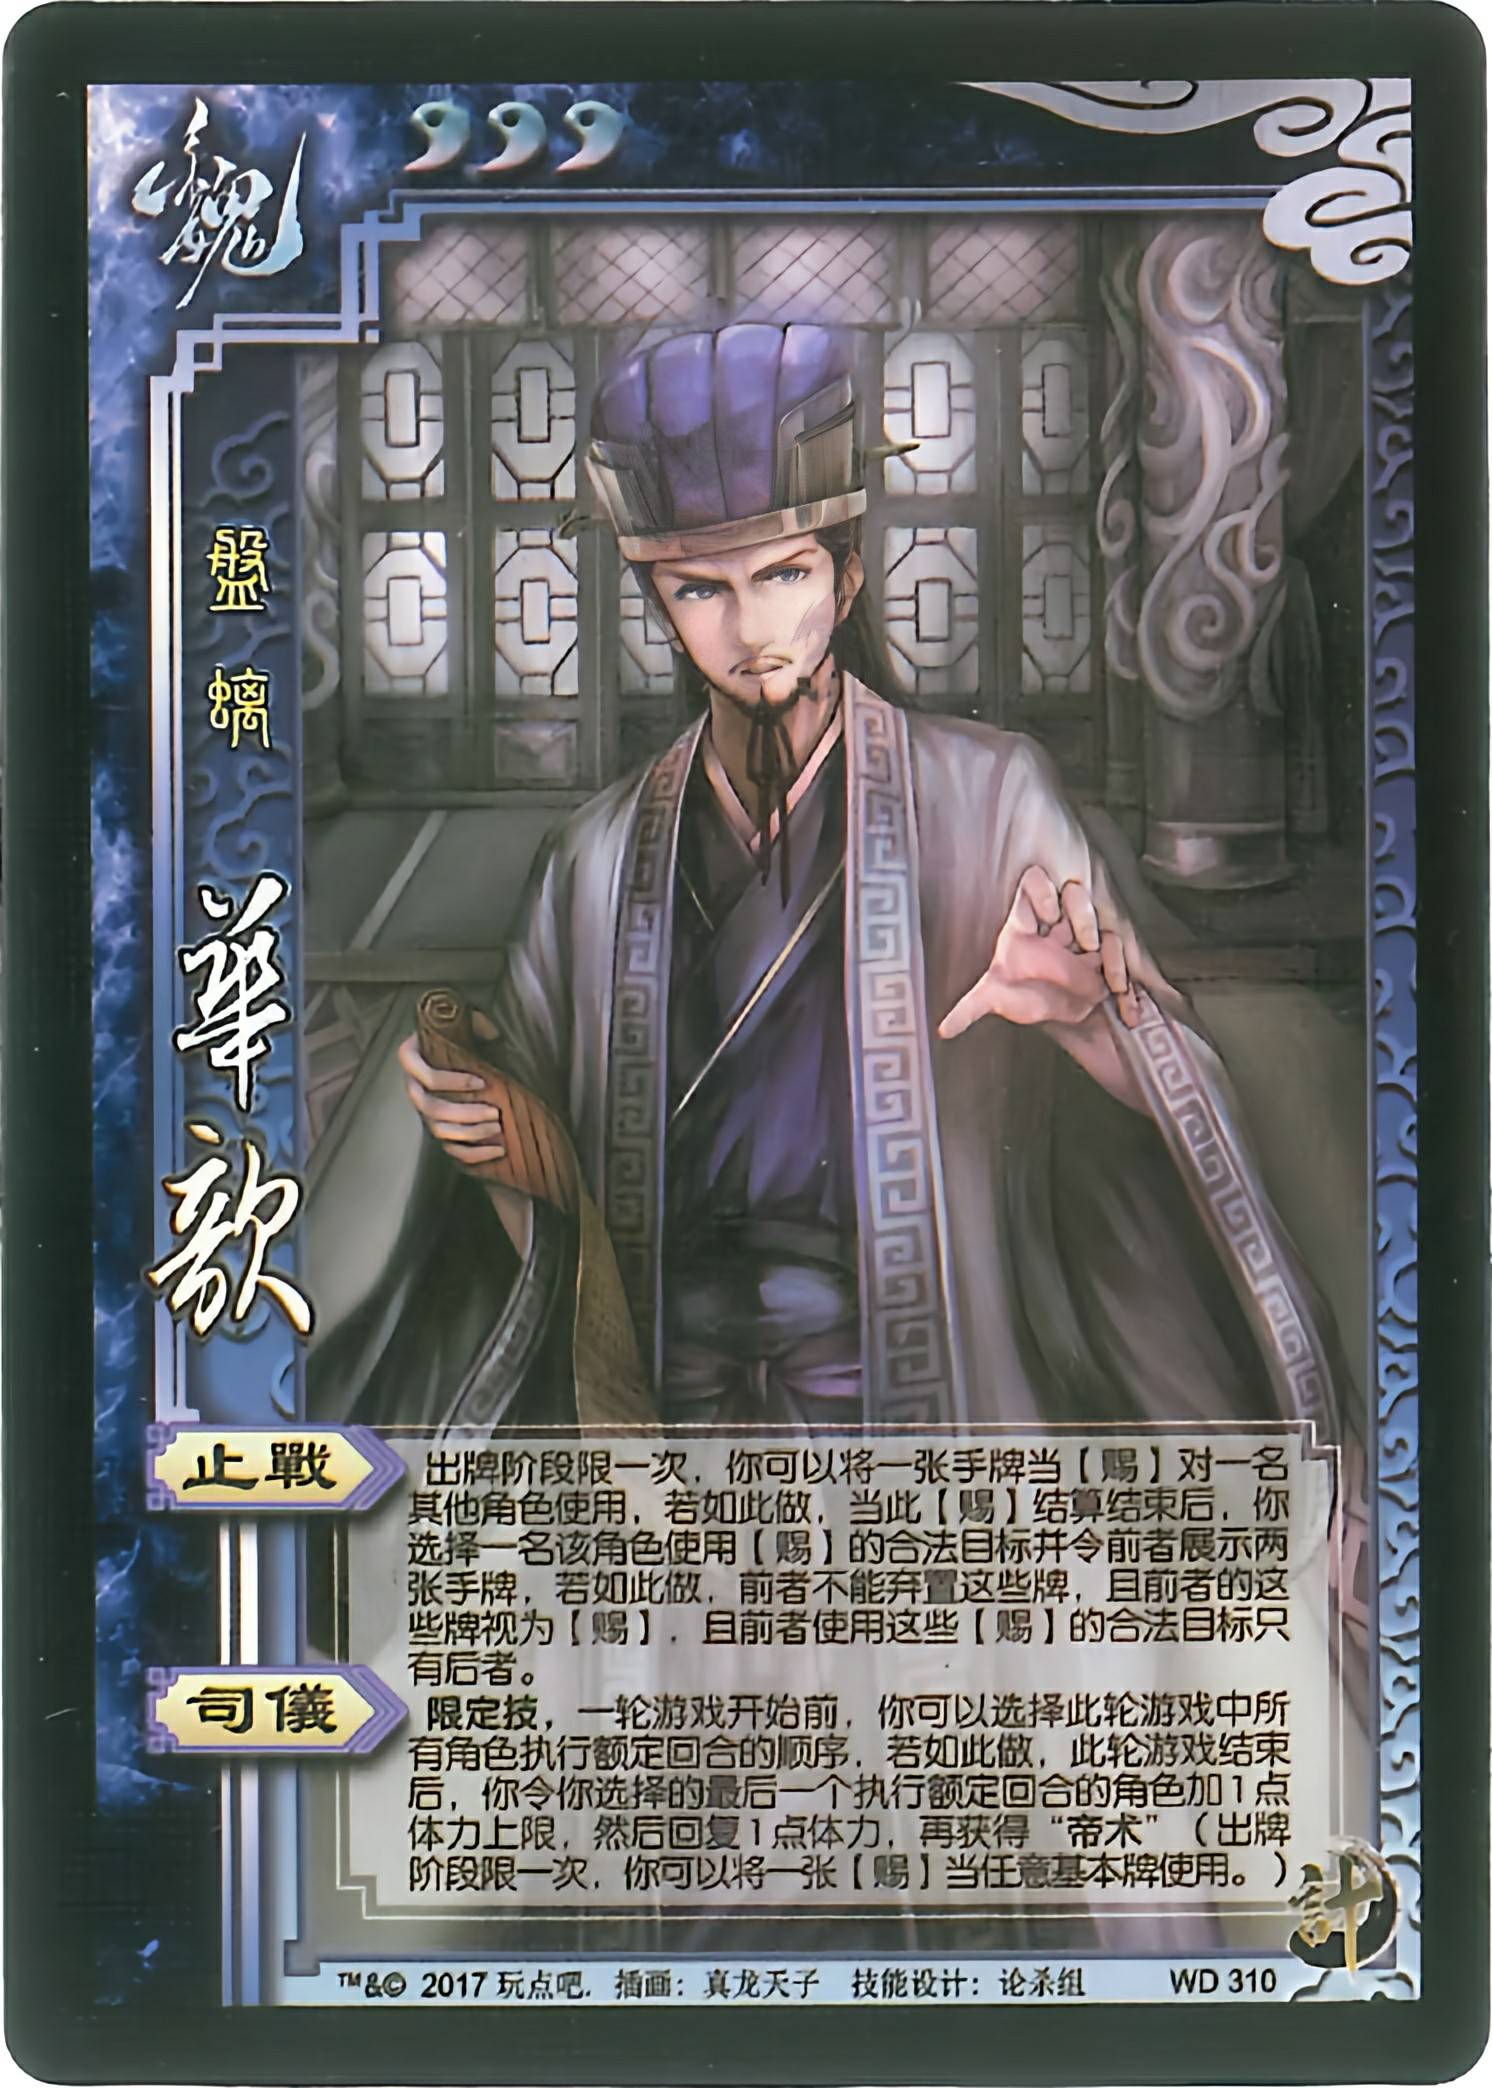 魏
盤螭
華歆
止戰
出牌阶段限一次，你可以将一张手牌当【赐】对一名
其他角色使用，若如此做，当此【赐】结算结束后，你
选择一名该角色使用【赐】的合法目标并令前者展示两
张手牌，若如此做，前者不能弃置这些牌，且前者的这
些牌视为【赐】，且前者使用这些【赐】的合法目标只
有后者。
司儀
限定技，一轮游戏开始前，你可以选择此轮游戏中所
有角色执行额定回合的顺序，若如此做，此轮游戏结束
后，你令你选择的最后一个执行额定回合的角色加1点
体力上限，然后回复1点体力，再获得“帝术”（出牌
阶段限一次，你可以将一张【赐】当任意基本牌使用。）
計
™&© 2017 玩点吧. 插画：真龙天子 技能设计：论杀组 WD 310